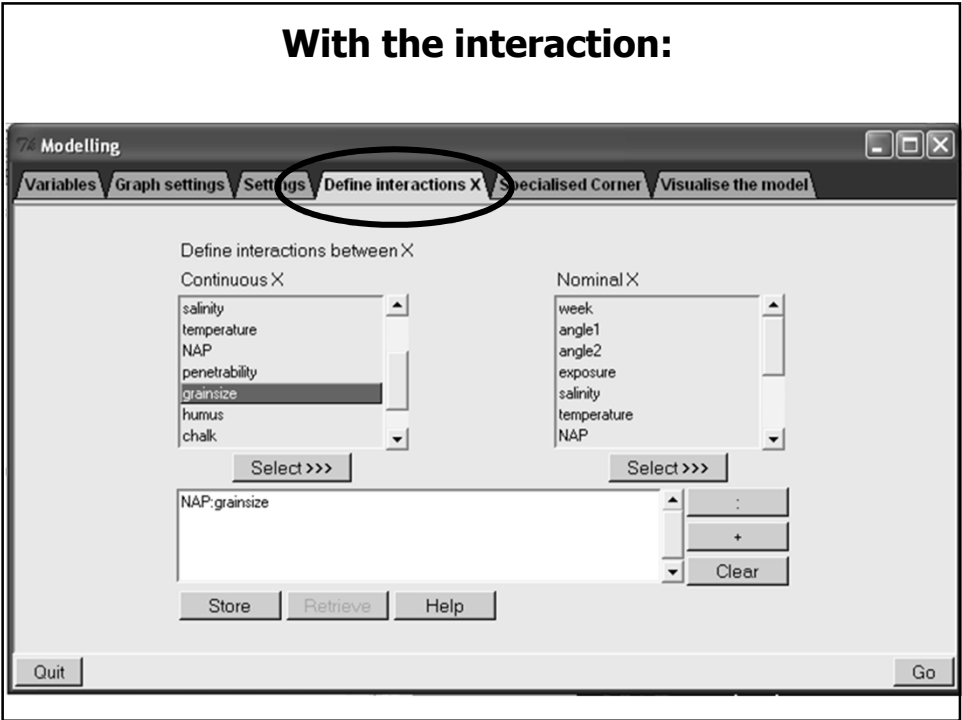 With the interaction:
Modelling
Variables Graph settings Settings Define interactions X Specialised Corner Visualise the model
Define interactions between X
Continuous X
salinity
temperature
NAP
penetrability
grainsize
humus
chalk
Select >>>
Nominal X
week
angle1
angle2
exposure
salinity
temperature
NAP
Select >>>
NAP:grainsize
:
+
Clear
Store Retrieve Help
Quit Go